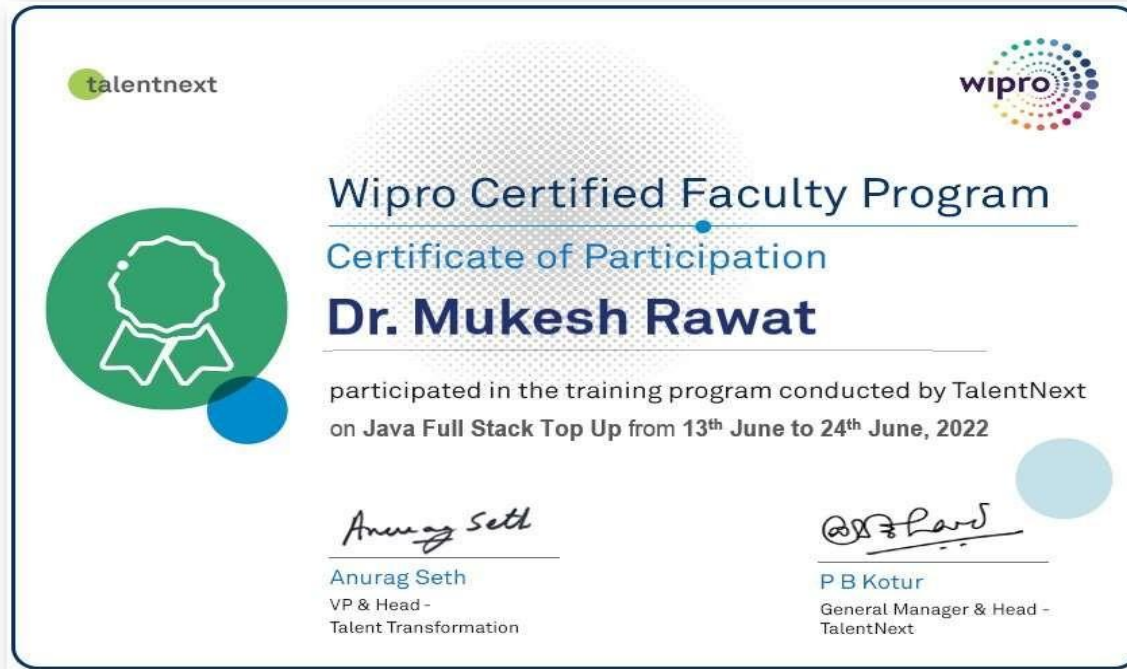 talentnext
wipro
Wipro Certified Faculty Program
Certificate of Participation
Dr. Mukesh Rawat
participated in the training program conducted by TalentNext
on Java Full Stack Top Up from 13th June to 24th June, 2022
Anurag Seth
Anurag Seth
P B Kotur
VP & Head -
Talent Transformation
General Manager & Head -
TalentNext